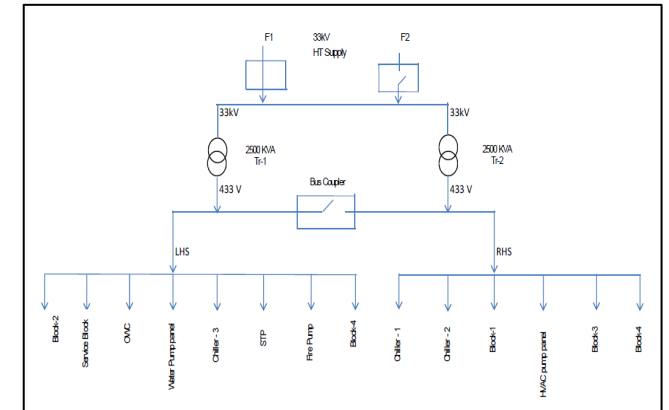 F1
33kV
F2
HT Supply
33kV
33kV
2500 KVA
Tr-1
2500 KVA
Tr-2
433 V
Bus Coupler
433 V
LHS
RHS
Block-2
Service Block
OWC
Water Pump panel
Chiller - 3
STP
Fire Pump
Block-4
Chiller - 1
Chiller - 2
Block-1
HVAC pump panel
Block-3
Block-4